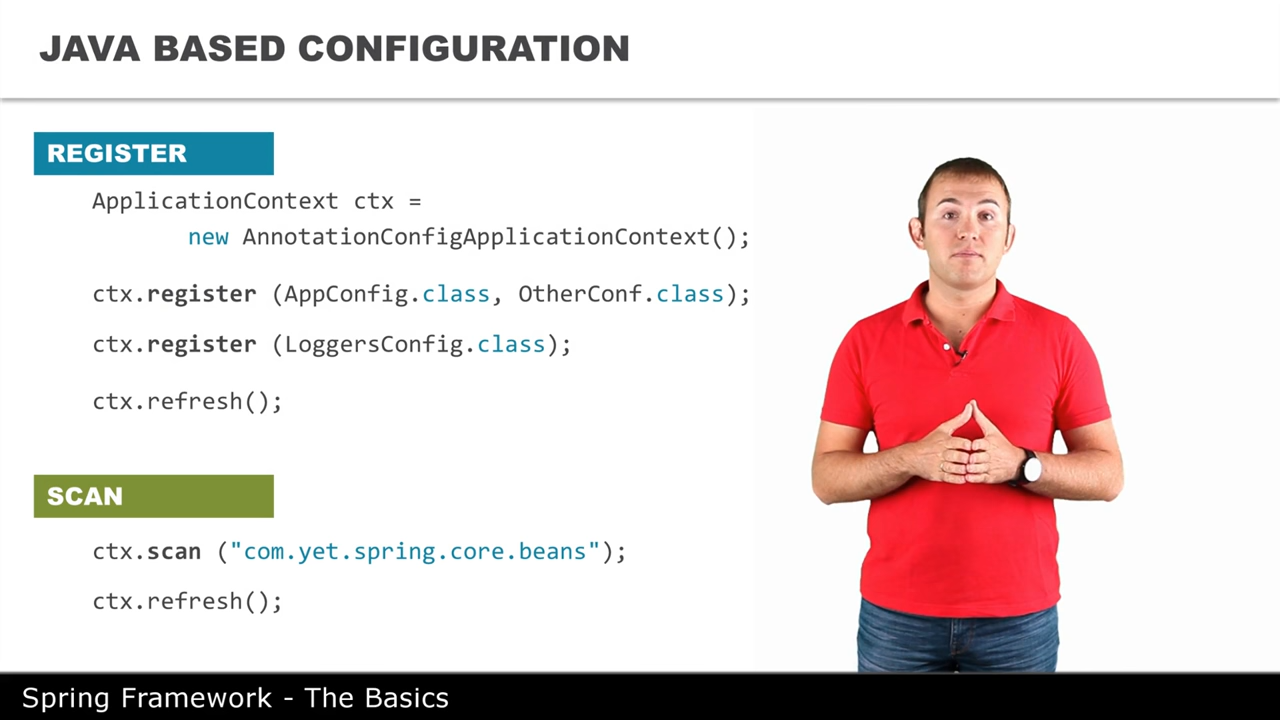 JAVA BASED CONFIGURATION
REGISTER
ApplicationContext ctx =
new AnnotationConfigApplicationContext();
ctx.register (AppConfig.class, OtherConf.class);
ctx.register (LoggersConfig.class);
ctx.refresh();
SCAN
ctx.scan ("com.yet.spring.core.beans");
ctx.refresh();
Spring Framework - The Basics